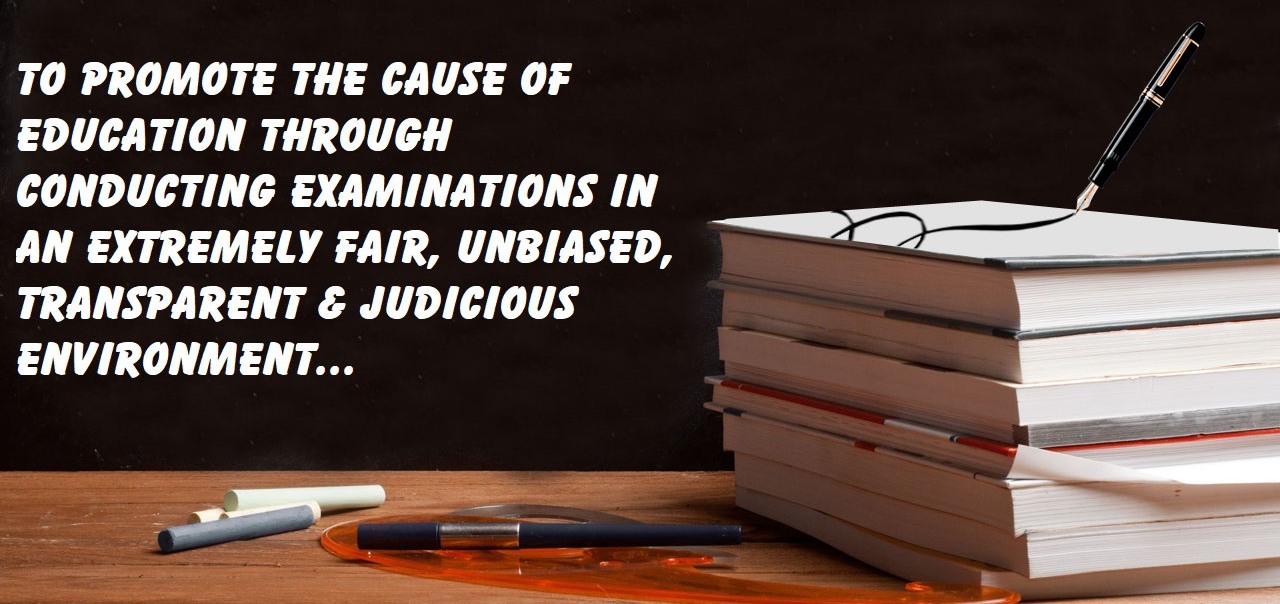 TO PROMOTE THE CAUSE OF
EDUCATION THROUGH
CONDUCTING EXAMINATIONS IN
AN EXTREMELY FAIR, UNBIASED,
TRANSPARENT & JUDICIOUS
ENVIRONMENT...